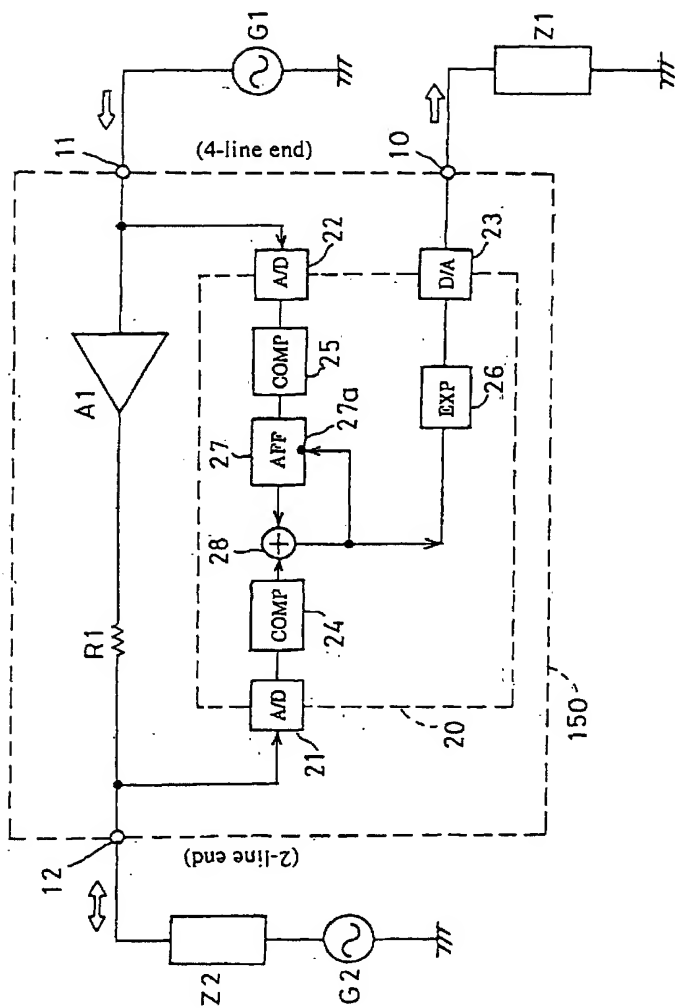 G1
11
(4-line end)
Z1
10
A1
A/D
22
D/A
23
COMP
25
27
AFF
27a
EXP
26
28
+
COMP
24
R1
A/D
21
20
150
12
(2-line end)
Z2
G2